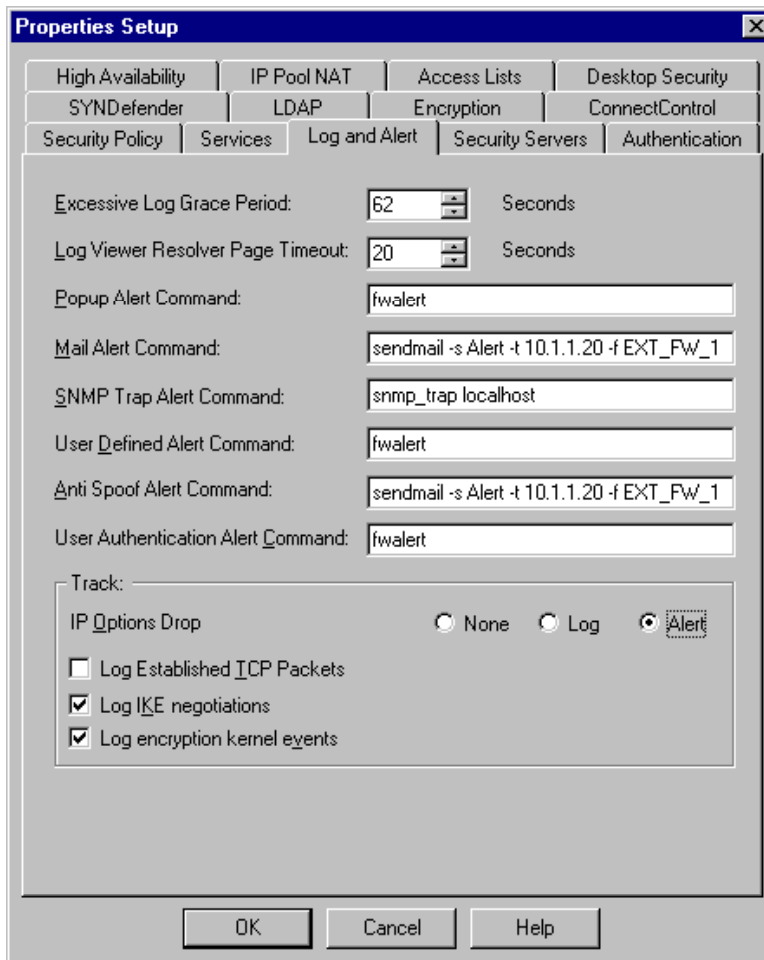 Properties Setup
High Availability IP Pool NAT Access Lists Desktop Security
SYNDefender LDAP Encryption ConnectControl
Security Policy Services Log and Alert Security Servers Authentication
Excessive Log Grace Period: 62 Seconds
Log Viewer Resolver Page Timeout: 20 Seconds
Popup Alert Command: fwalert
Mail Alert Command: sendmail -s Alert -t 10.1.1.20 -f EXT_FW_1
SNMP Trap Alert Command: snmp_trap localhost
User Defined Alert Command: fwalert
Anti Spoof Alert Command: sendmail -s Alert -t 10.1.1.20 -f EXT_FW_1
User Authentication Alert Command: fwalert
Track:
IP Options Drop None Log Alert
Log Established TCP Packets
Log IKE negotiations
Log encryption kernel events
OK Cancel Help